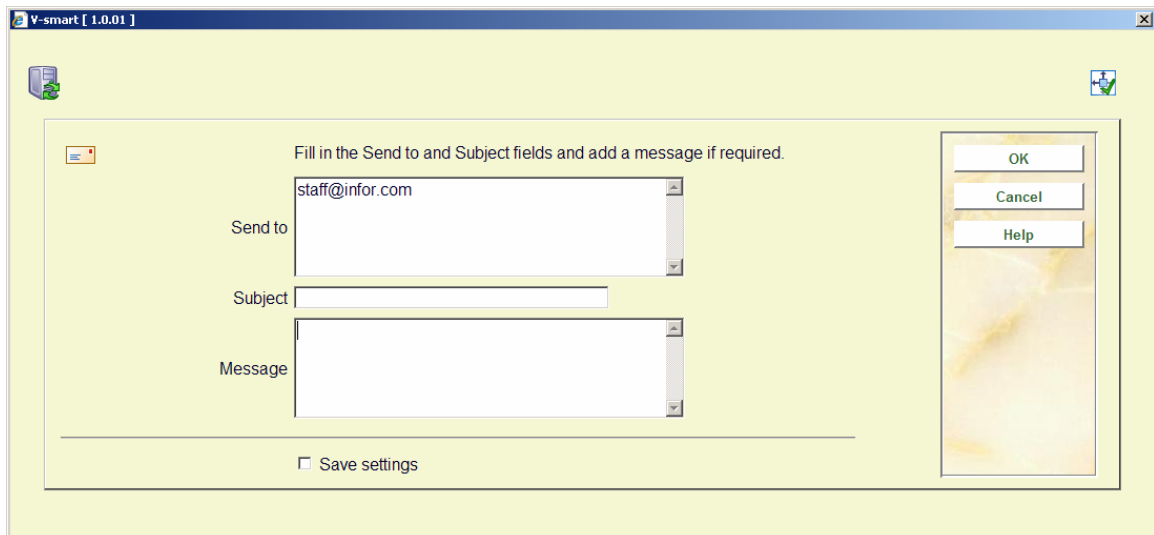 V-smart [ 1.0.01 ]
Fill in the Send to and Subject fields and add a message if required.
Send to
staff@infor.com
Subject
Message
Save settings
OK
Cancel
Help